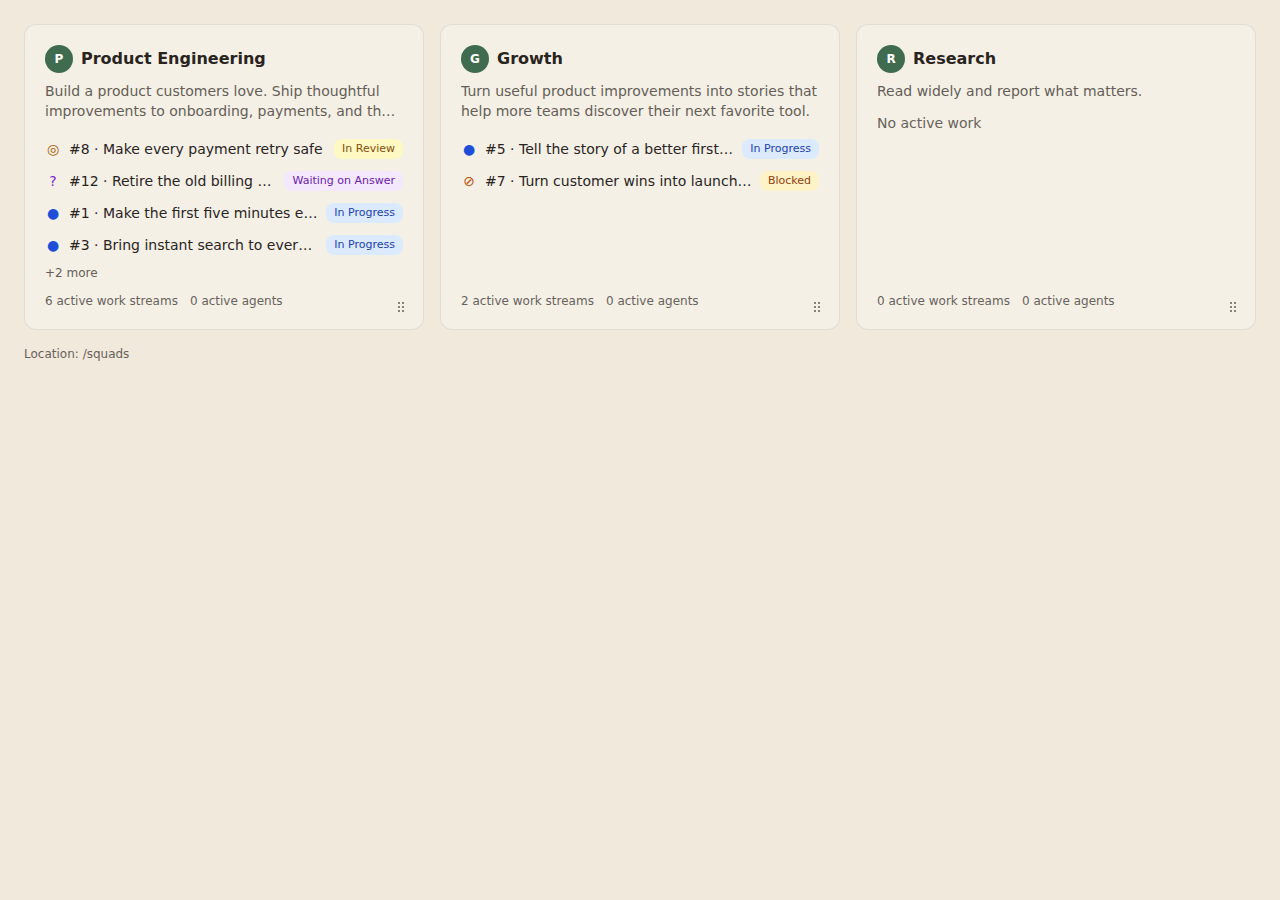 P Product Engineering
Build a product customers love. Ship thoughtful
improvements to onboarding, payments, and th…
◎ #8 · Make every payment retry safe In Review
? #12 · Retire the old billing … Waiting on Answer
● #1 · Make the first five minutes e… In Progress
● #3 · Bring instant search to ever… In Progress
+2 more
6 active work streams 0 active agents
G Growth
Turn useful product improvements into stories that
help more teams discover their next favorite tool.
● #5 · Tell the story of a better first… In Progress
⊘ #7 · Turn customer wins into launch… Blocked
2 active work streams 0 active agents
R Research
Read widely and report what matters.
No active work
0 active work streams 0 active agents
Location: /squads